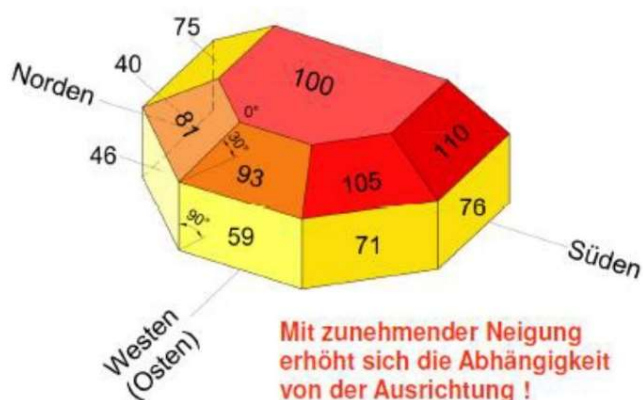 75
40
Norden
100
81
0°
30°
46
93
105
110
90°
59
71
76
Süden
Westen
(Osten)
Mit zunehmender Neigung
erhöht sich die Abhängigkeit
von der Ausrichtung !